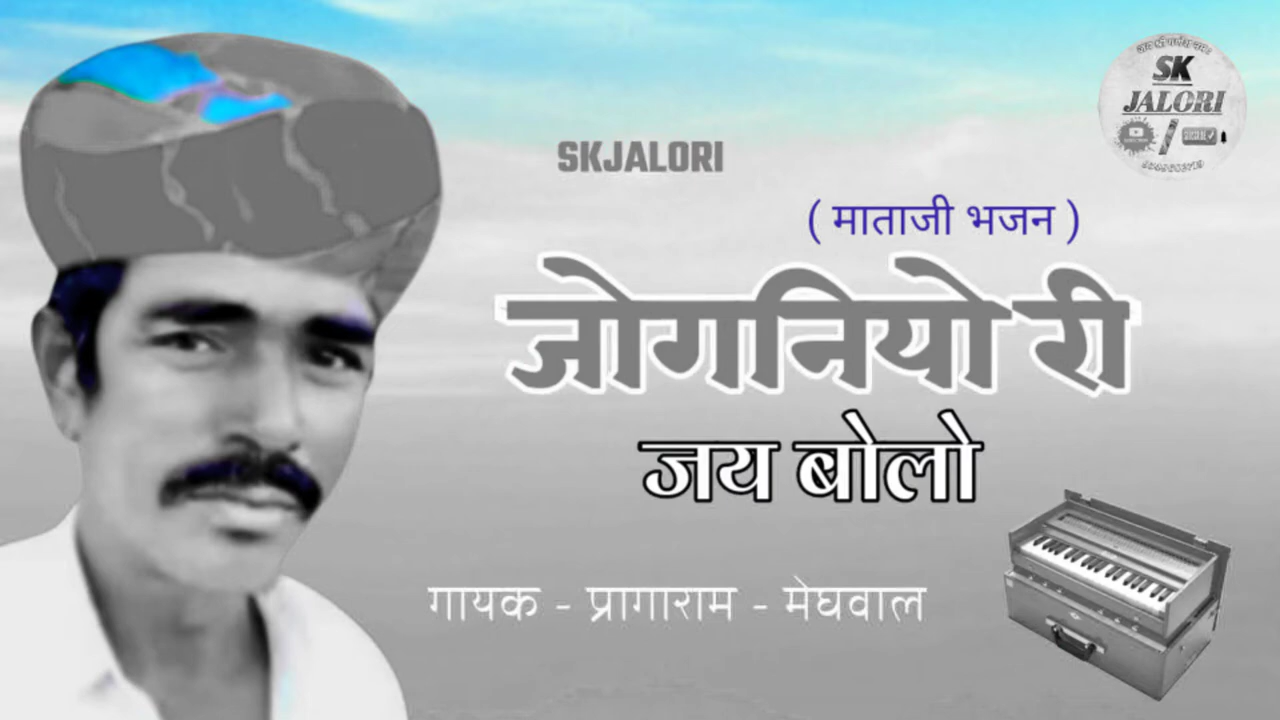 SK
JALORI
SKJALORI
( माताजी भजन )
जोगनियो री
जय बोलो
गायक - प्रागाराम - मेघवाल